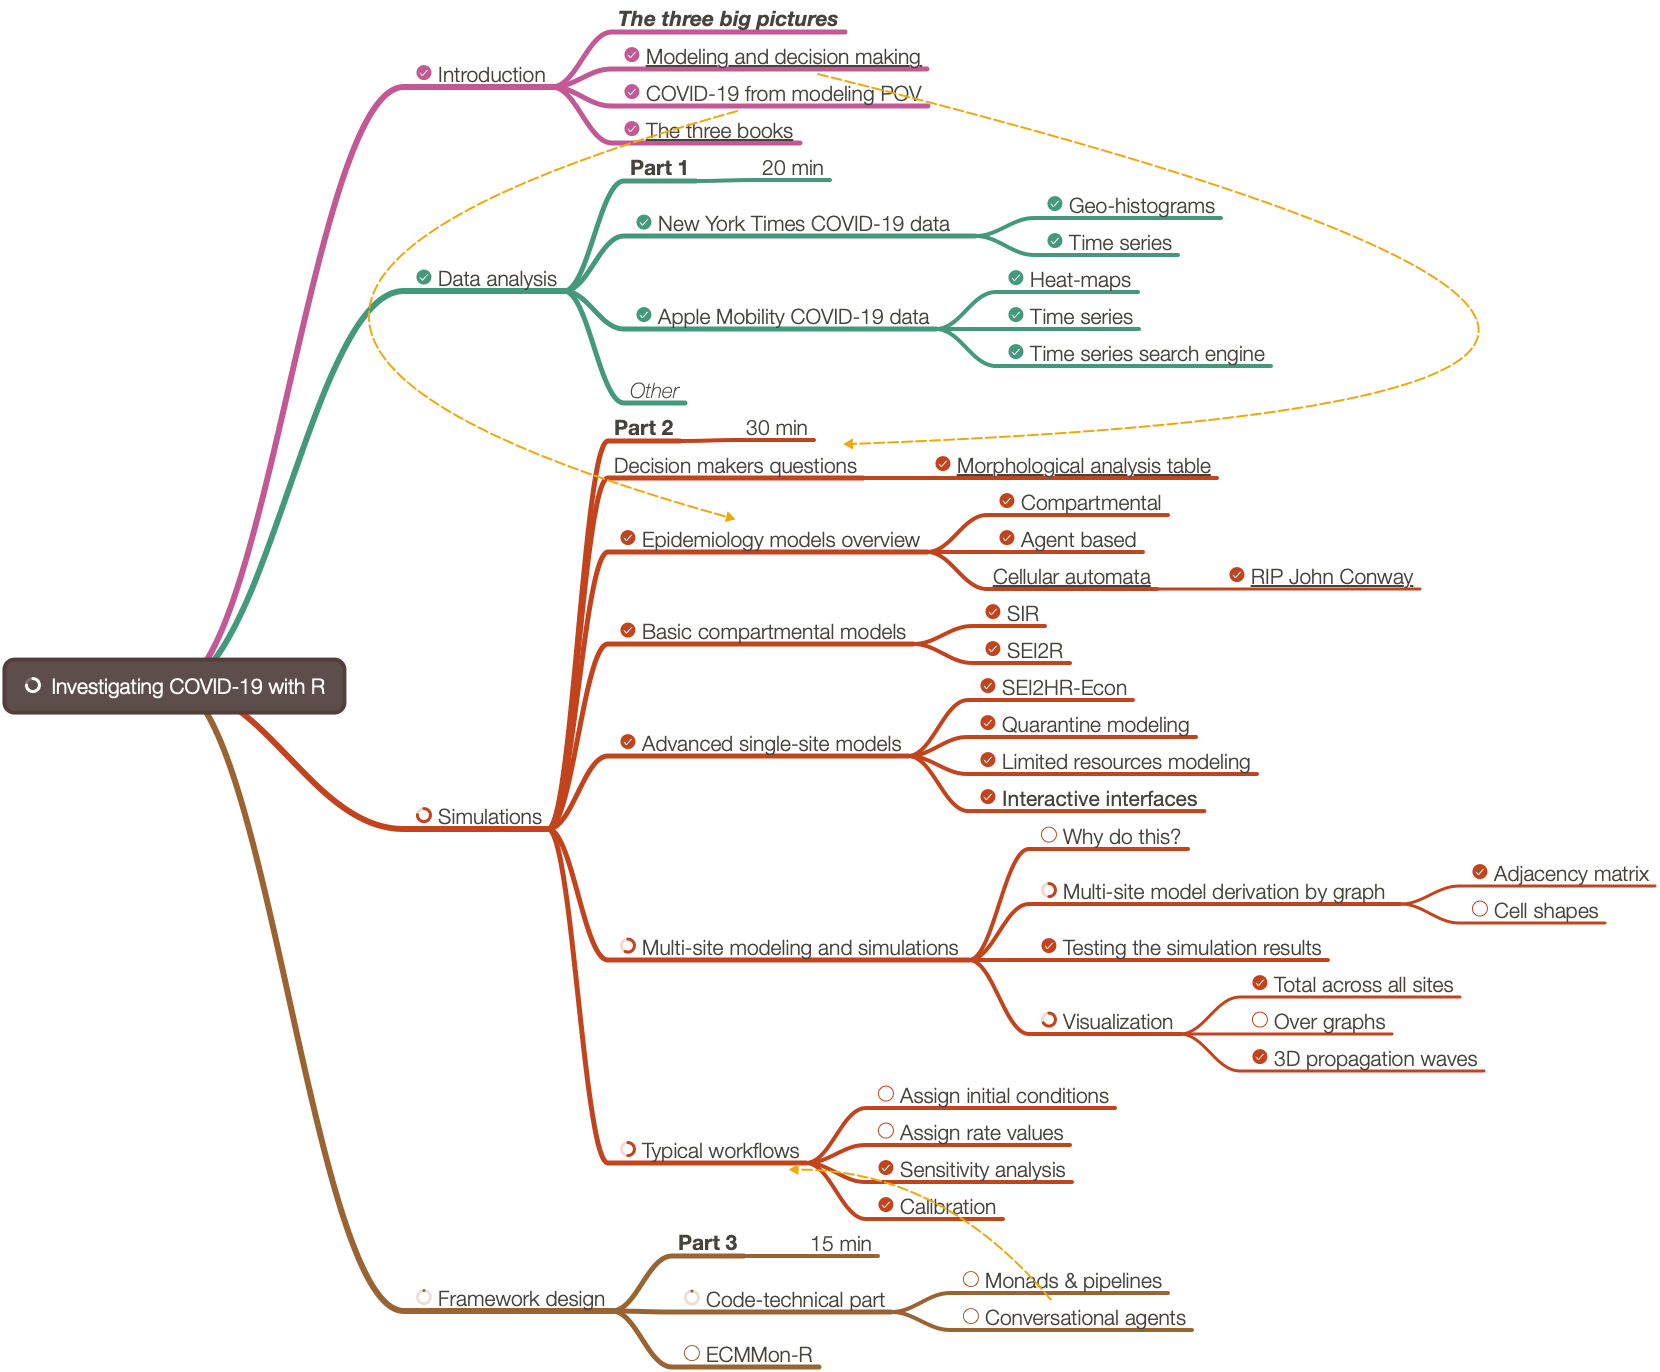 The three big pictures
Introduction
Modeling and decision making
COVID-19 from modeling POV
The three books
Part 1
20 min
New York Times COVID-19 data
Geo-histograms
Time series
Data analysis
Apple Mobility COVID-19 data
Heat-maps
Time series
Time series search engine
Other
Part 2
30 min
Decision makers questions
Morphological analysis table
Epidemiology models overview
Compartmental
Agent based
Cellular automata
RIP John Conway
Basic compartmental models
SIR
SEI2R
Investigating COVID-19 with R
Advanced single-site models
SEI2HR-Econ
Quarantine modeling
Limited resources modeling
Interactive interfaces
Simulations
Multi-site modeling and simulations
Why do this?
Multi-site model derivation by graph
Adjacency matrix
Cell shapes
Testing the simulation results
Visualization
Total across all sites
Over graphs
3D propagation waves
Typical workflows
Assign initial conditions
Assign rate values
Sensitivity analysis
Calibration
Part 3
15 min
Framework design
Code-technical part
Monads & pipelines
Conversational agents
ECMMon-R